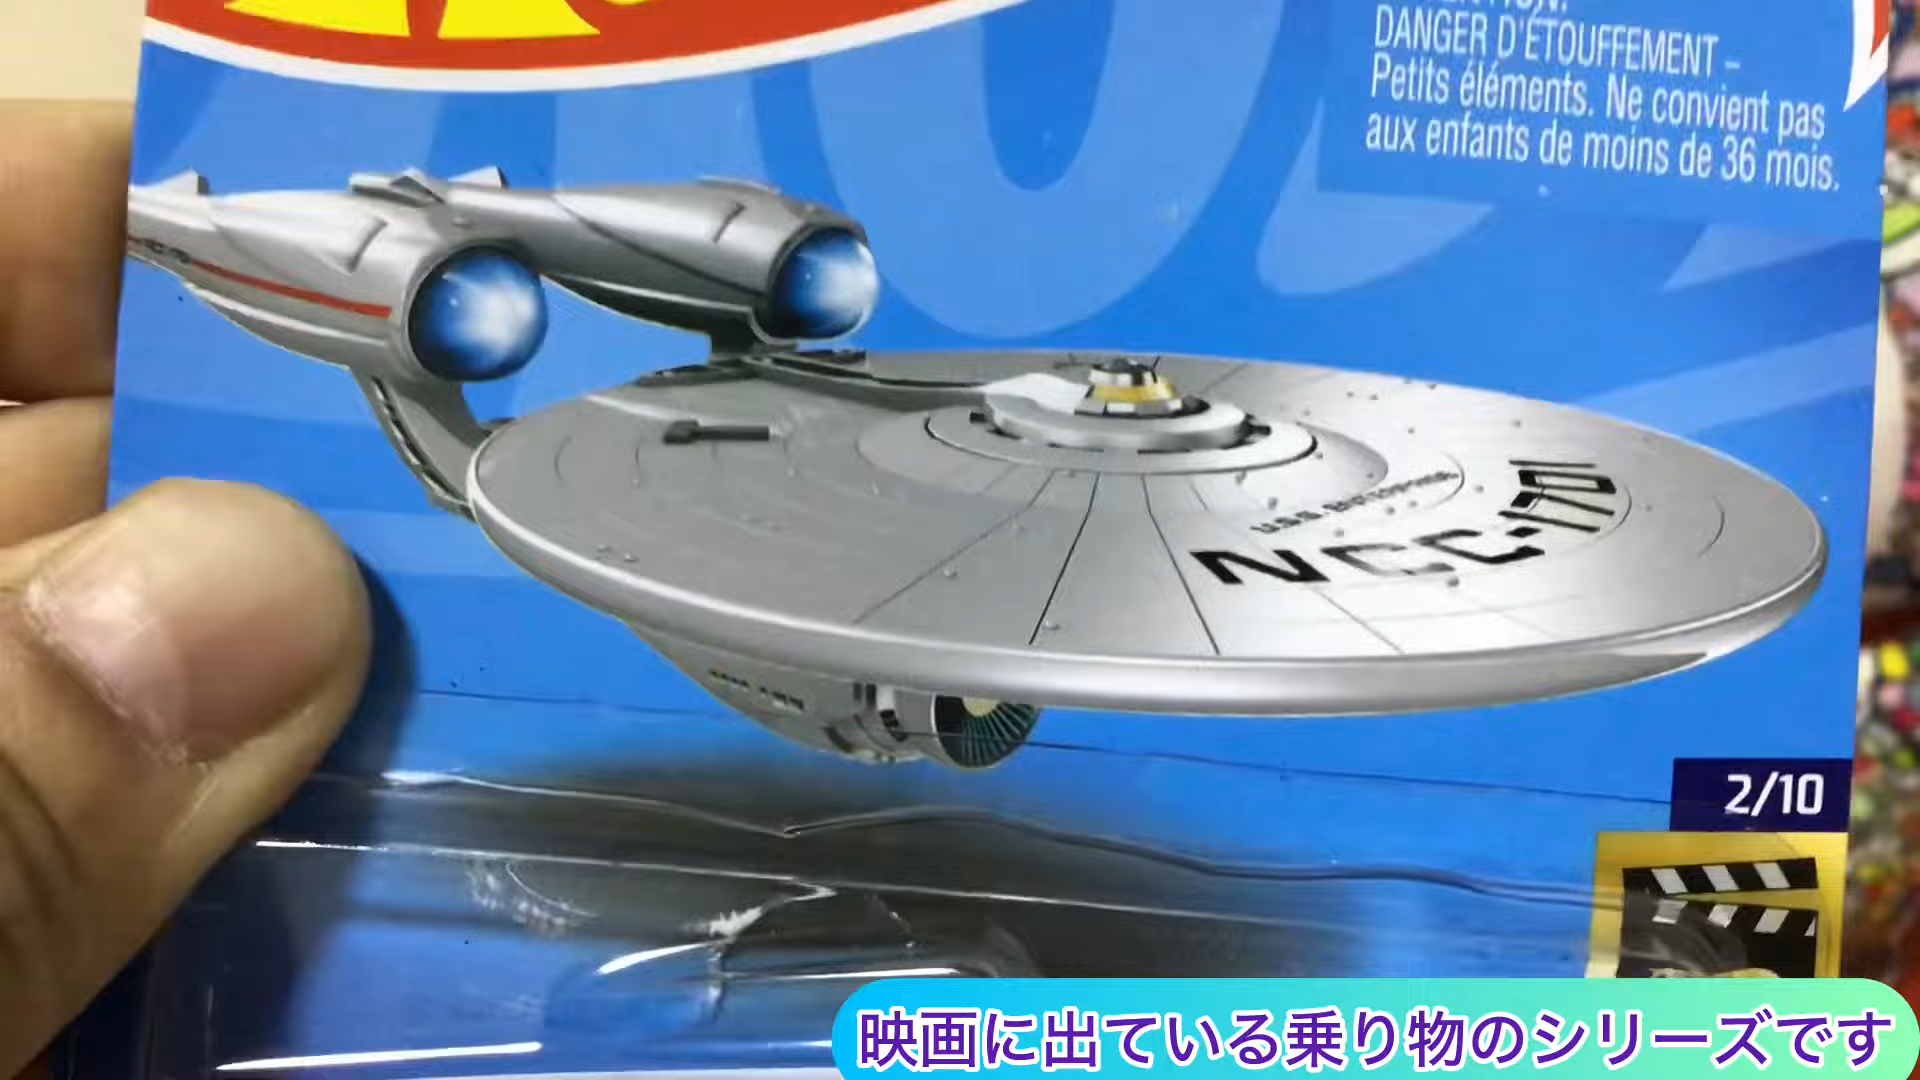 DANGER D'ÉTOUFFEMENT –
Petits éléments. Ne convient pas
aux enfants de moins de 36 mois.
U.S.S. ENTERPRISE
NCC-1701
2/10
映画に出ている乗り物のシリーズです